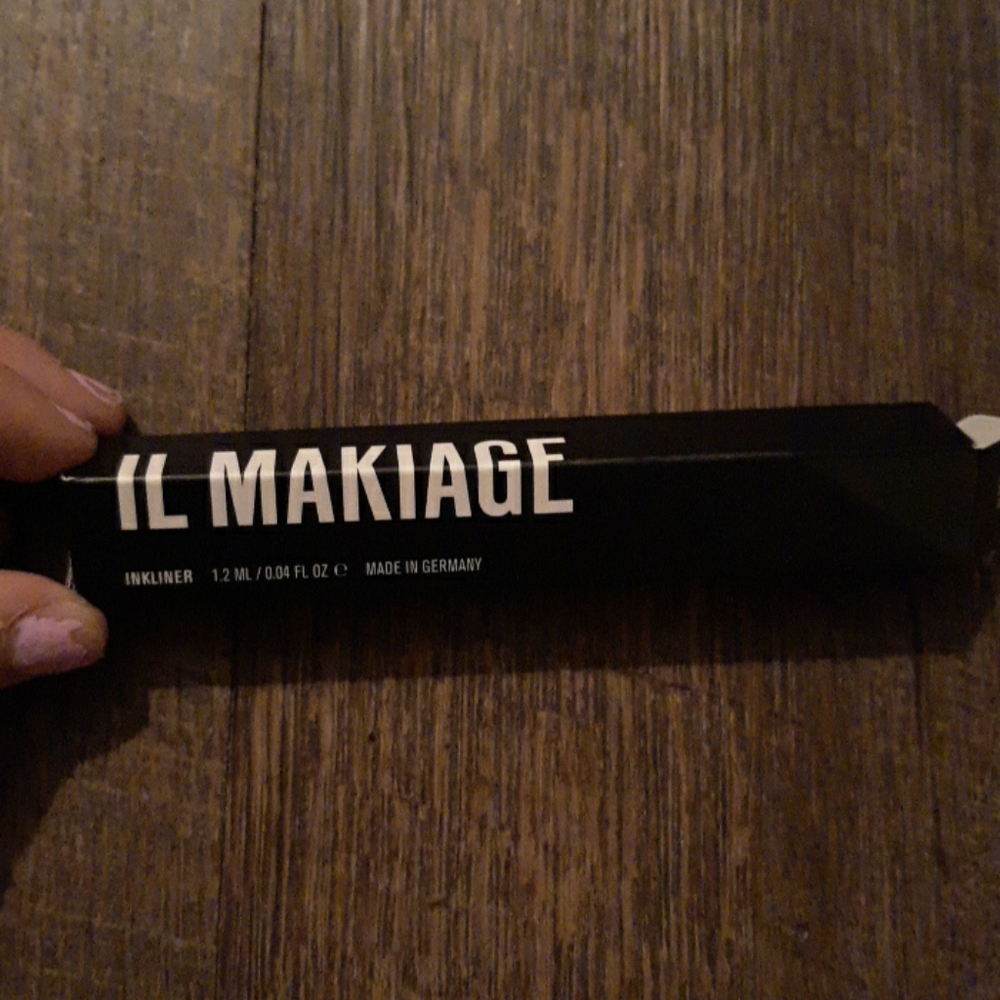 IL MAKIAGE
INKLINER 1.2 ML / 0.04 FL OZ ℮ MADE IN GERMANY